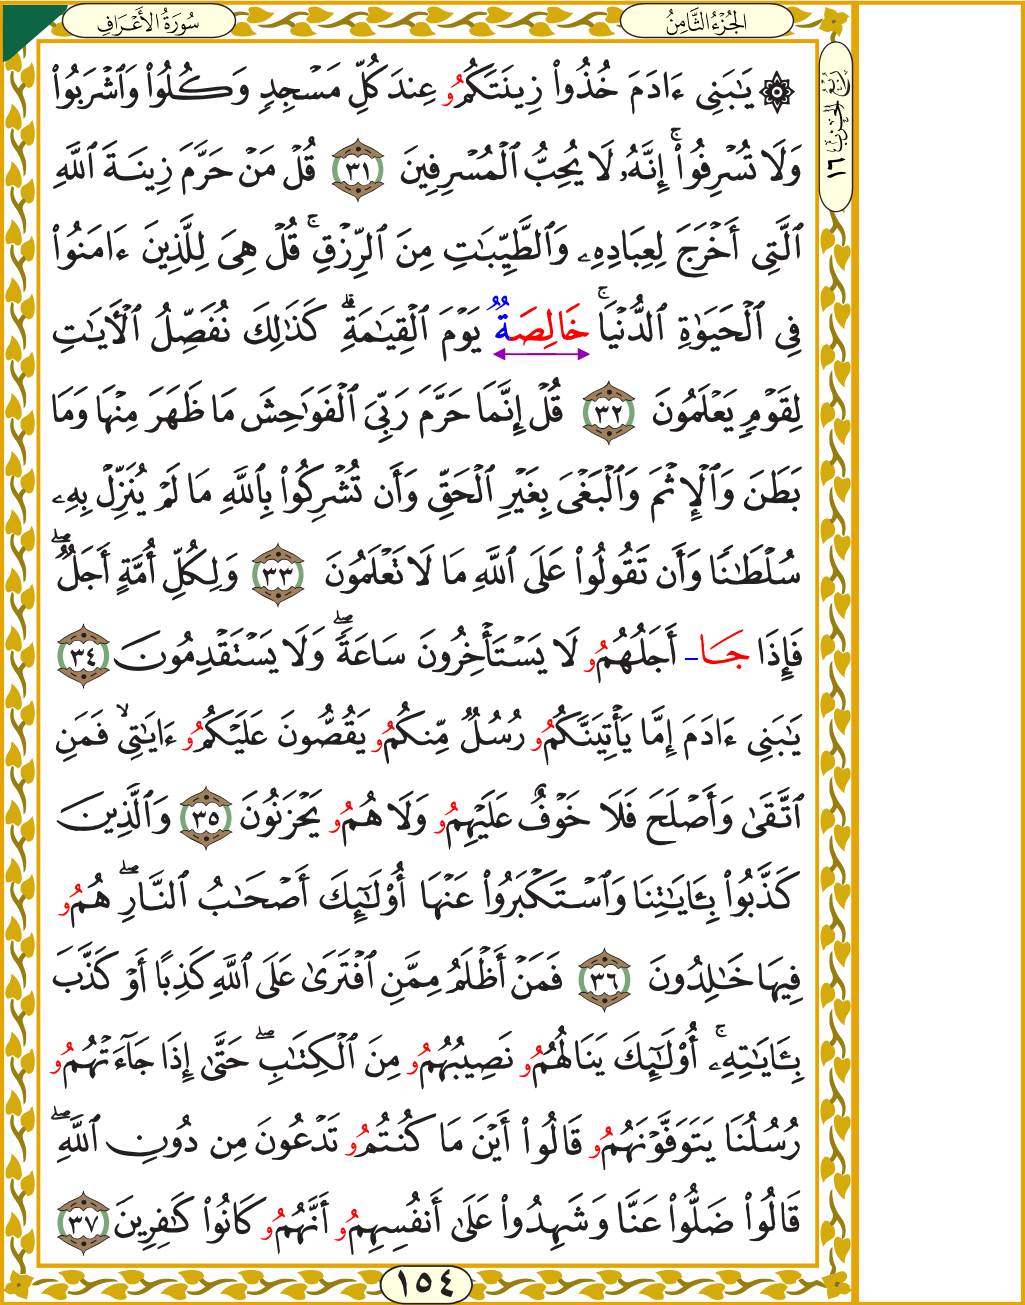 سُورَةُ الأَعْرَافِ
الجُزْءُ الثَّامِنُ
رُبْعُ الحِزْبِ ١٦
۞ يَٰبَنِى ءَادَمَ خُذُوا۟ زِينَتَكُمُۥ عِندَ كُلِّ مَسْجِدٍ وَكُلُوا۟ وَٱشْرَبُوا۟
وَلَا تُسْرِفُوٓا۟ۚ إِنَّهُۥ لَا يُحِبُّ ٱلْمُسْرِفِينَ ٣١ قُلْ مَنْ حَرَّمَ زِينَةَ ٱللَّهِ
ٱلَّتِى أَخْرَجَ لِعِبَادِهِۦ وَٱلطَّيِّبَٰتِ مِنَ ٱلرِّزْقِۚ قُلْ هِىَ لِلَّذِينَ ءَامَنُوا۟
فِى ٱلْحَيَوٰةِ ٱلدُّنْيَاۚ خَالِصَةٌ يَوْمَ ٱلْقِيَٰمَةِۗ كَذَٰلِكَ نُفَصِّلُ ٱلْأٓيَٰتِ
لِقَوْمٍ يَعْلَمُونَ ٣٢ قُلْ إِنَّمَا حَرَّمَ رَبِّىَ ٱلْفَوَٰحِشَ مَا ظَهَرَ مِنْهَا وَمَا
بَطَنَ وَٱلْإِثْمَ وَٱلْبَغْىَ بِغَيْرِ ٱلْحَقِّ وَأَن تُشْرِكُوا۟ بِٱللَّهِ مَا لَمْ يُنَزِّلْ بِهِۦ
سُلْطَٰنًا وَأَن تَقُولُوا۟ عَلَى ٱللَّهِ مَا لَا تَعْلَمُونَ ٣٣ وَلِكُلِّ أُمَّةٍ أَجَلٌۖ
فَإِذَا جَا أَجَلُهُمُۥ لَا يَسْتَأْخِرُونَ سَاعَةًۖ وَلَا يَسْتَقْدِمُونَ ٣٤
يَٰبَنِى ءَادَمَ إِمَّا يَأْتِيَنَّكُمُۥ رُسُلٌ مِّنكُمُۥ يَقُصُّونَ عَلَيْكُمُۥ ءَايَٰتِىۙ فَمَنِ
ٱتَّقَىٰ وَأَصْلَحَ فَلَا خَوْفٌ عَلَيْهِمُۥ وَلَا هُمُۥ يَحْزَنُونَ ٣٥ وَٱلَّذِينَ
كَذَّبُوا۟ بِـَٔايَٰتِنَا وَٱسْتَكْبَرُوا۟ عَنْهَا أُو۟لَٰٓئِكَ أَصْحَٰبُ ٱلنَّارِۖ هُمُۥ
فِيهَا خَٰلِدُونَ ٣٦ فَمَنْ أَظْلَمُ مِمَّنِ ٱفْتَرَىٰ عَلَى ٱللَّهِ كَذِبًا أَوْ كَذَّبَ
بِـَٔايَٰتِهِۦۚ أُو۟لَٰٓئِكَ يَنَالُهُمُۥ نَصِيبُهُمُۥ مِنَ ٱلْكِتَٰبِۖ حَتَّىٰ إِذَا جَآءَتْهُمُۥ
رُسُلُنَا يَتَوَفَّوْنَهُمُۥ قَالُوا۟ أَيْنَ مَا كُنتُمُۥ تَدْعُونَ مِن دُونِ ٱللَّهِۖ
قَالُوا۟ ضَلُّوا۟ عَنَّا وَشَهِدُوا۟ عَلَىٰ أَنفُسِهِمُۥ أَنَّهُمُۥ كَانُوا۟ كَٰفِرِينَ ٣٧
١٥٤